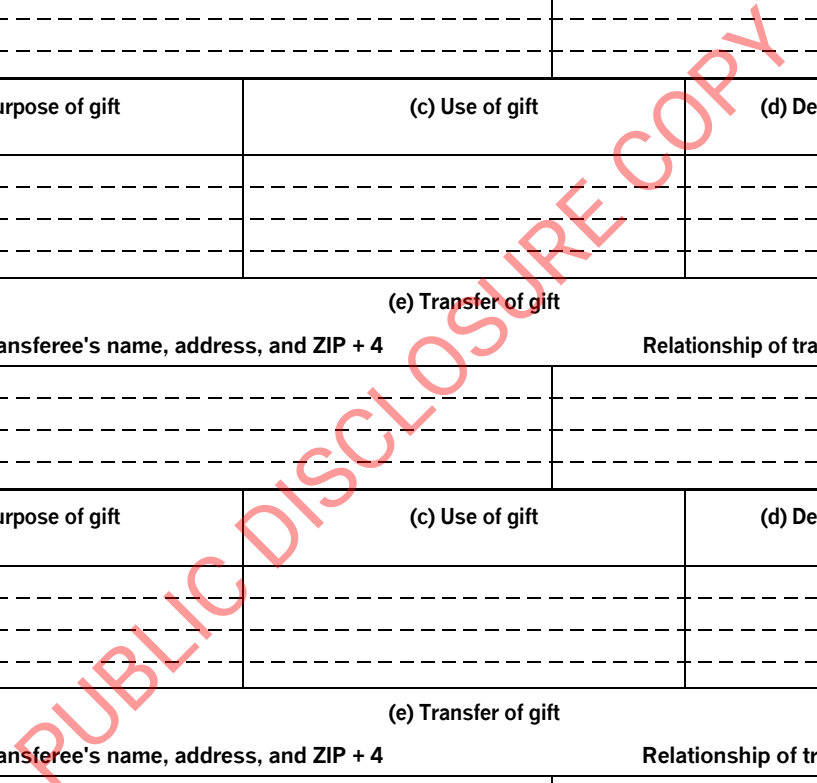 urpose of gift (c) Use of gift (d) De
(e) Transfer of gift
ansferee's name, address, and ZIP + 4 Relationship of tra
urpose of gift (c) Use of gift (d) De
(e) Transfer of gift
ansferee's name, address, and ZIP + 4 Relationship of tr
PUBLIC DISCLOSURE COPY